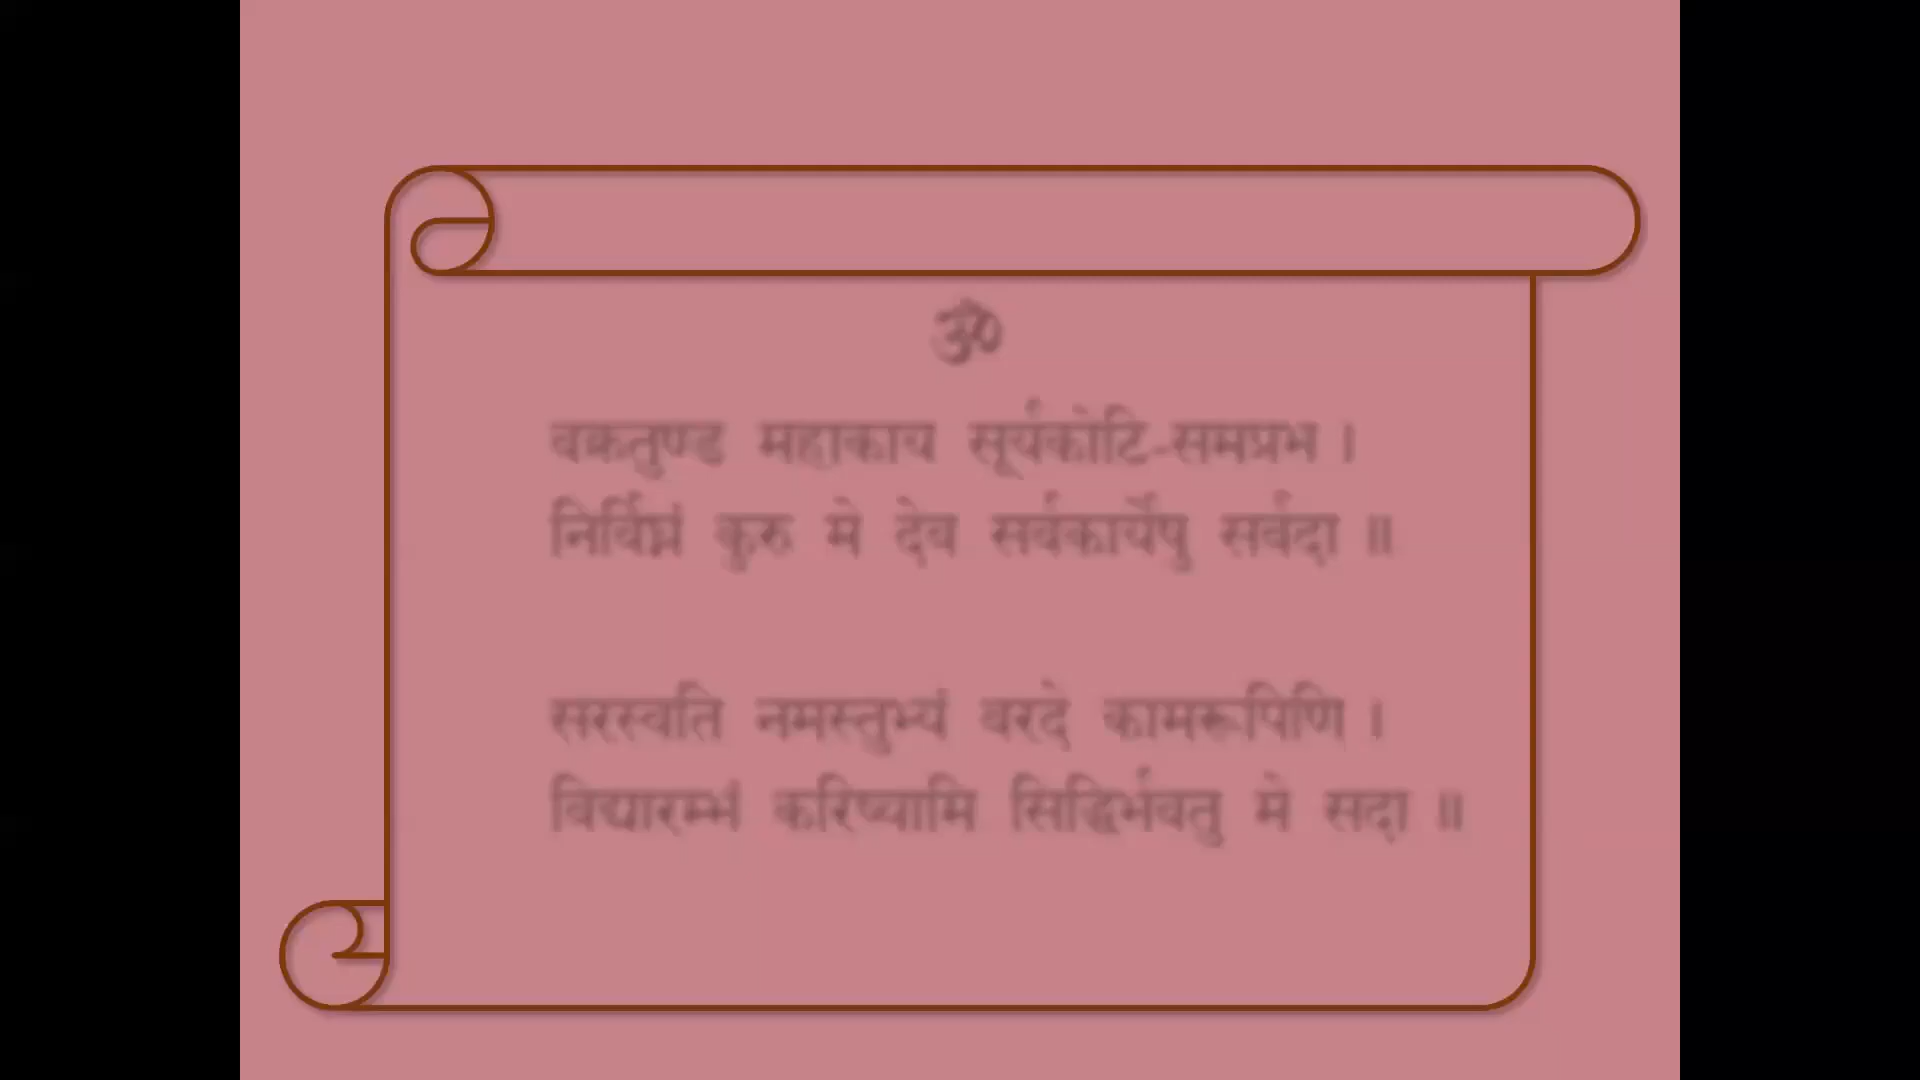 ॐ
वक्रतुण्ड महाकाय सूर्यकोटि-समप्रभ ।
निर्विघ्नं कुरु मे देव सर्वकार्येषु सर्वदा ॥
सरस्वति नमस्तुभ्यं वरदे कामरूपिणि ।
विद्यारम्भं करिष्यामि सिद्धिर्भवतु मे सदा ॥